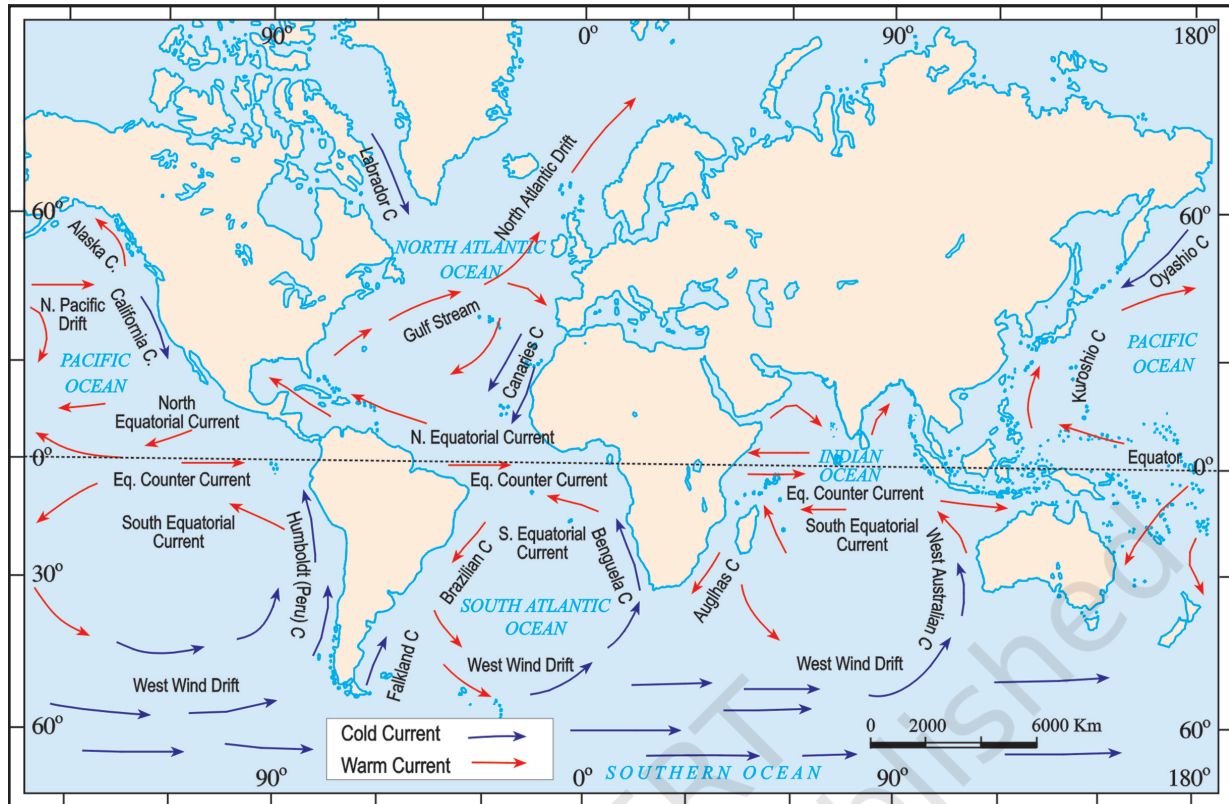 90º 0º 90º 180º
Labrador C
North Atlantic Drift
60º
60º
Alaska C.
NORTH ATLANTIC
OCEAN
Oyashio C
N. Pacific
Drift
California C.
Gulf Stream
Canaries C
Kuroshio C
PACIFIC
OCEAN
PACIFIC
OCEAN
North
Equatorial Current
N. Equatorial Current
0º
Equator
0º
INDIAN
OCEAN
Eq. Counter Current
Eq. Counter Current
Eq. Counter Current
South Equatorial
Current
Humboldt (Peru) C
Brazilian C
S. Equatorial
Current
Benguela C
South Equatorial
Current
West Australian C
30º
30º
Auglhas C
SOUTH ATLANTIC
OCEAN
Falkland C
West Wind Drift
West Wind Drift
West Wind Drift
60º
60º
Cold Current
Warm Current
0 2000 6000 Km
SOUTHERN OCEAN
90º 0º 90º 180º